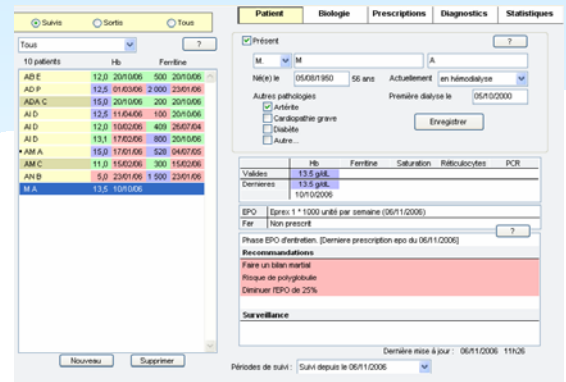 Suivis Sortis Tous
Tous ?
10 patients Hb Ferritine
AB E 12,0 20/10/06 500 20/10/06
AD P 12,5 01/03/06 2 000 23/01/06
ADA C 15,0 20/10/06 200 20/10/06
AI D 12,5 11/04/06 100 20/10/06
AI D 12,0 10/02/06 409 26/07/04
AI D 13,1 17/02/06 800 20/10/06
AM A 15,0 17/01/06 528 04/07/05
AM C 11,0 15/02/06 300 15/02/06
AN B 5,0 23/01/06 1 500 23/01/06
M A 13,5 10/10/06
Nouveau Supprimer
Patient Biologie Prescriptions Diagnostics Statistiques
Présent ?
M. M A
Né(e) le 05/08/1950 56 ans Actuellement en hémodialyse
Autres pathologies Première dialyse le 05/10/2000
Artérite
Cardiopathie grave
Diabète
Autre...
Enregistrer
Hb Ferritine Saturation Réticulocytes PCR
Valides 13.5 g/dL
Dernieres 13.5 g/dL
10/10/2006
EPO Eprex 1 * 1000 unité par semaine (06/11/2006)
Fer Non prescrit
?
Phase EPO d'entretien. [Derniere prescription epo du 06/11/2006]
Recommandations
Faire un bilan martial
Risque de polyglobulie
Diminuer l'EPO de 25%
Surveillance
Dernière mise à jour : 06/11/2006 11h26
Périodes de suivi : Suivi depuis le 06/11/2006